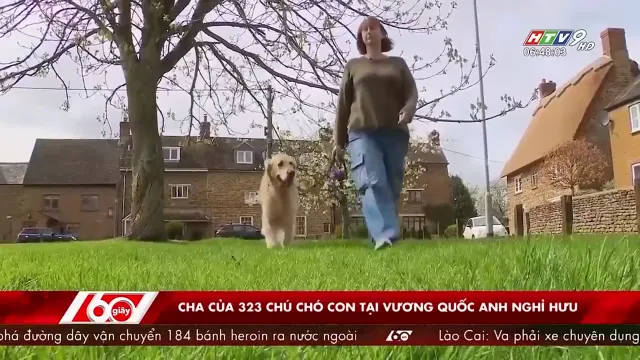 HTV9 HD
06:48:03
60 giây
CHA CỦA 323 CHÚ CHÓ CON TẠI VƯƠNG QUỐC ANH NGHỈ HƯU
phá đường dây vận chuyển 184 bánh heroin ra nước ngoài 60 Lào Cai: Va phải xe chuyên dụng